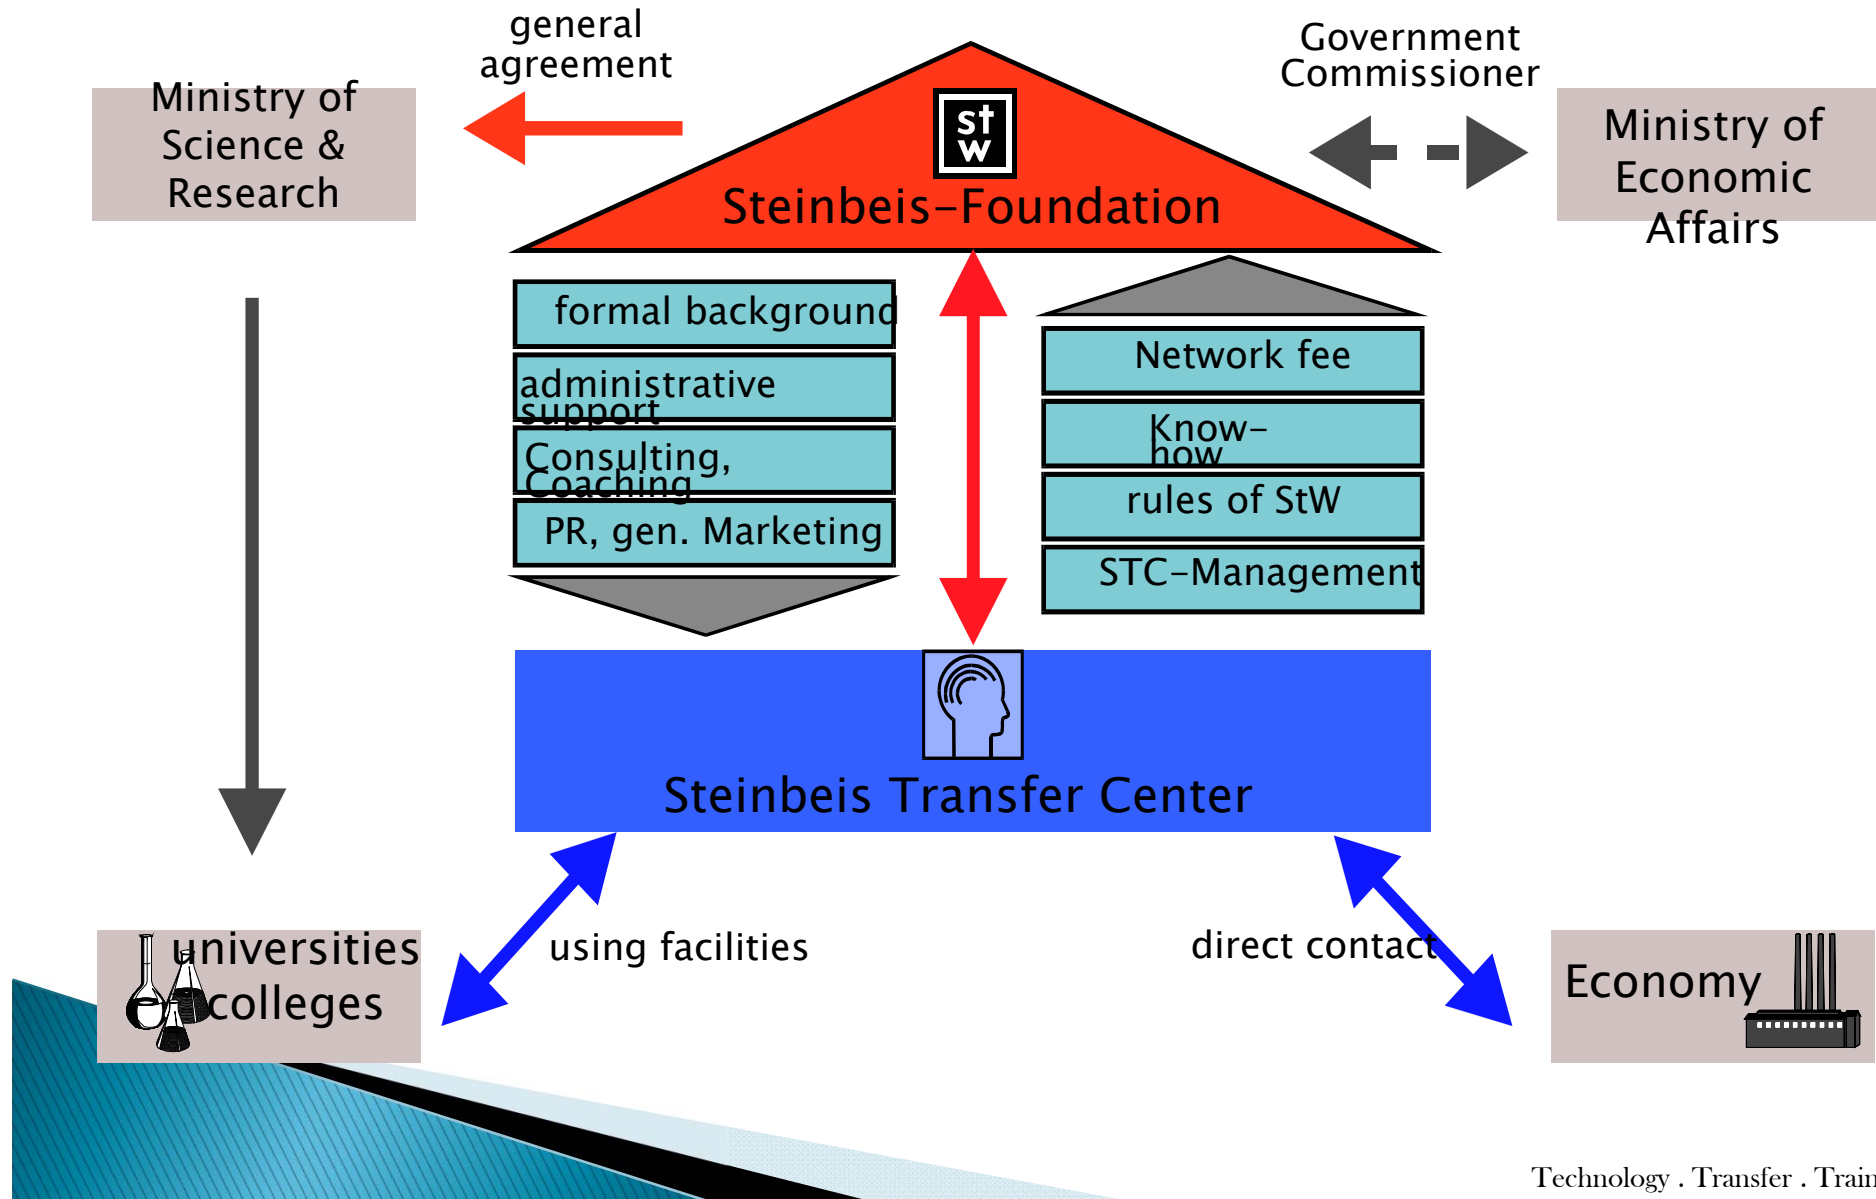 general
agreement
Government
Commissioner
Ministry of
Science &
Research
st
w
Steinbeis-Foundation
Ministry of
Economic
Affairs
formal background
administrative
support
Consulting,
Coaching
PR, gen. Marketing
Network fee
Know-
how
rules of StW
STC-Management
Steinbeis Transfer Center
using facilities
direct contact
universities
colleges
Economy
Technology . Transfer . Train